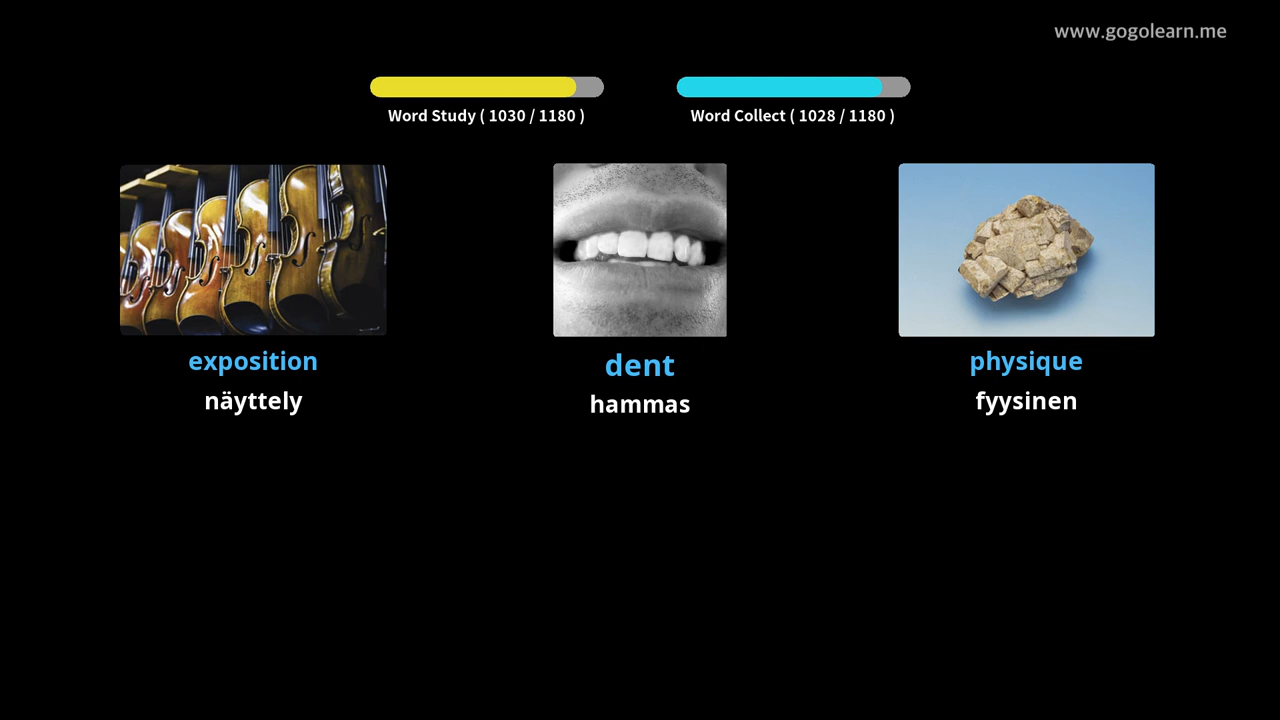 www.gogolearn.me
Word Study ( 1030 / 1180 )
Word Collect ( 1028 / 1180 )
exposition
näyttely
dent
hammas
physique
fyysinen